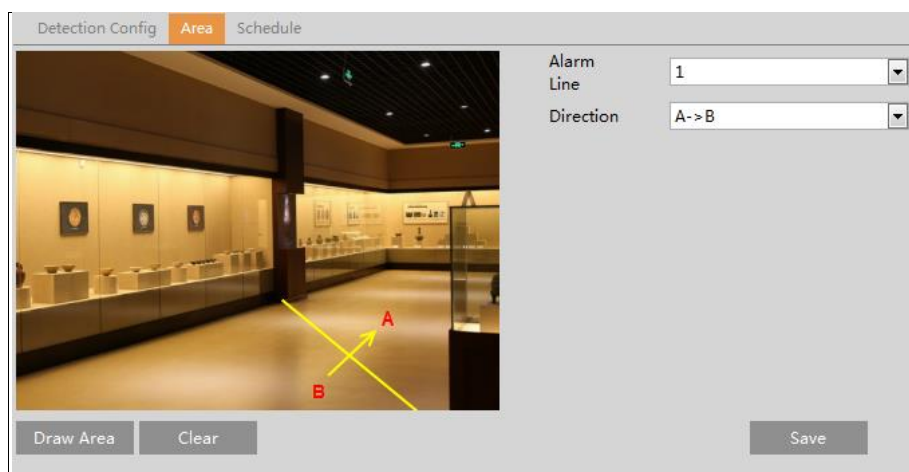 Detection Config Area Schedule
Alarm
Line
1
Direction
A->B
A
B
Draw Area Clear Save